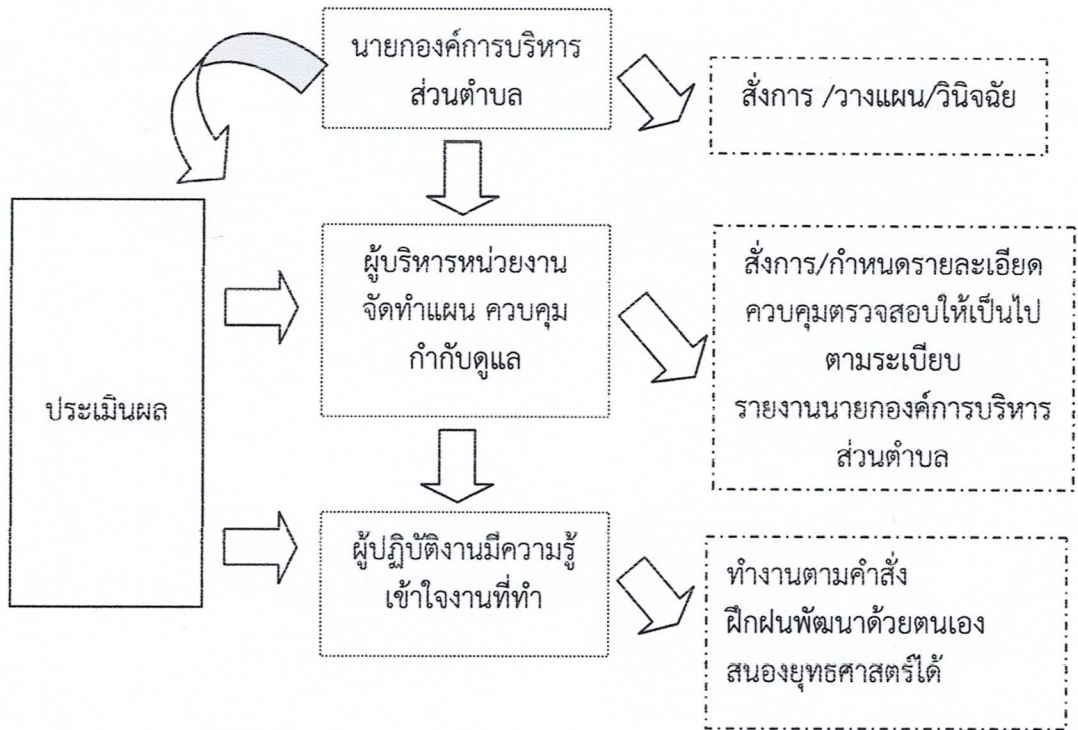 นายกองค์การบริหาร
ส่วนตำบล
สั่งการ /วางแผน/วินิจฉัย
ผู้บริหารหน่วยงาน
จัดทำแผน ควบคุม
กำกับดูแล
สั่งการ/กำหนดรายละเอียด
ควบคุมตรวจสอบให้เป็นไป
ตามระเบียบ
รายงานนายกองค์การบริหาร
ส่วนตำบล
ประเมินผล
ผู้ปฏิบัติงานมีความรู้
เข้าใจงานที่ทำ
ทำงานตามคำสั่ง
ฝึกฝนพัฒนาด้วยตนเอง
สนองยุทธศาสตร์ได้